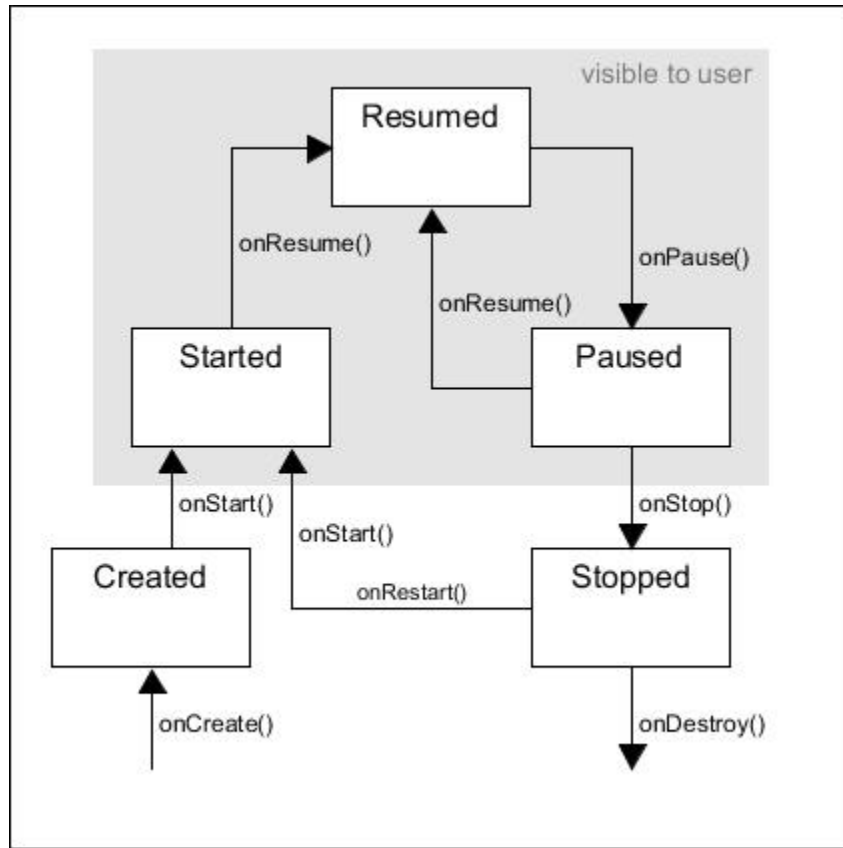 visible to user
Resumed
onResume()
onPause()
onResume()
Started
Paused
onStart()
onStart()
onStop()
Created
onRestart()
Stopped
onCreate()
onDestroy()